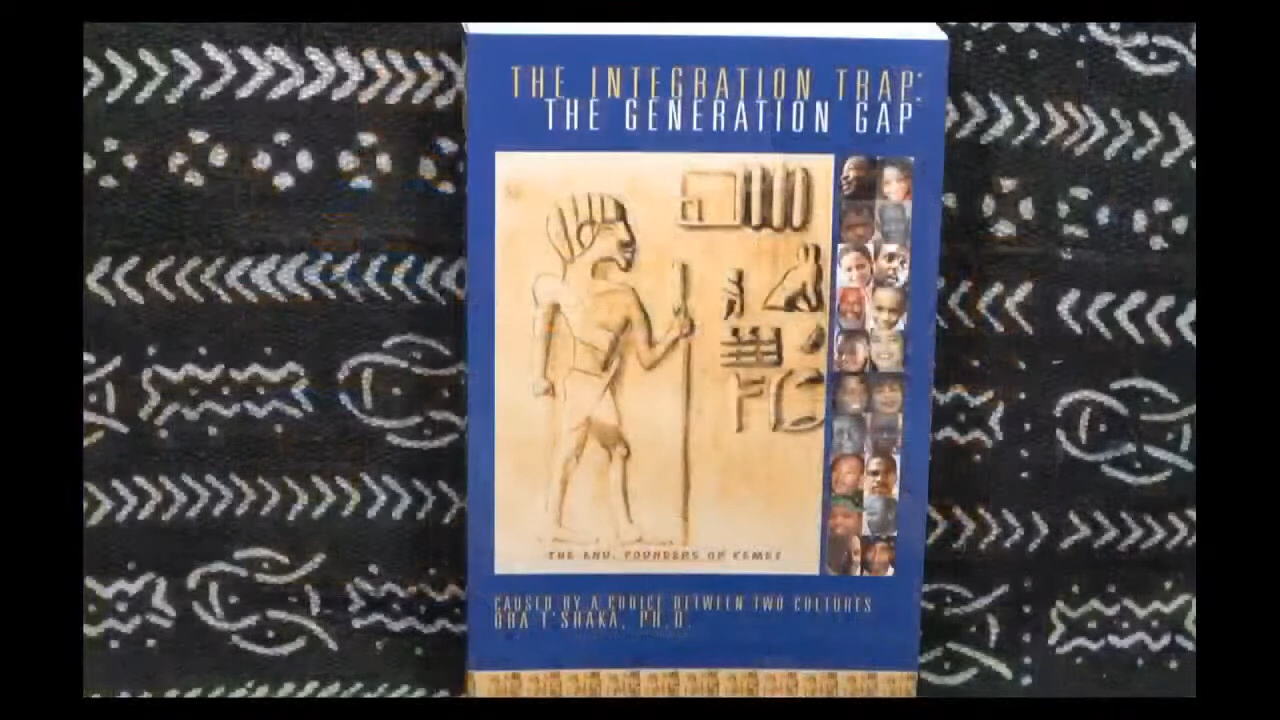 THE INTEGRATION TRAP:
THE GENERATION GAP
THE ANU, FOUNDERS OF KEMET
CAUSED BY A CHOICE BETWEEN TWO CULTURES
OBA T'SHAKA, PH.D.